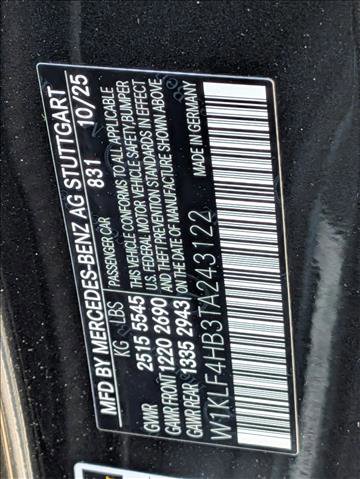 MFD BY MERCEDES-BENZ AG STUTTGART
831 10/25
KG LBS
PASSENGER CAR
GVWR 2515 5545
GAWR FRONT 1220 2690
GAWR REAR 1335 2943
THIS VEHICLE CONFORMS TO ALL APPLICABLE
U.S. FEDERAL MOTOR VEHICLE SAFETY, BUMPER
AND THEFT PREVENTION STANDARDS IN EFFECT
ON THE DATE OF MANUFACTURE SHOWN ABOVE
MADE IN GERMANY
W1KLF4HB3TA243122